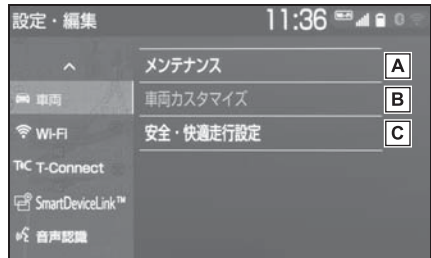 設定・編集 11:36
メンテナンス A
車両 車両カスタマイズ B
Wi-Fi 安全・快適走行設定 C
T-Connect
SmartDeviceLink™
音声認識